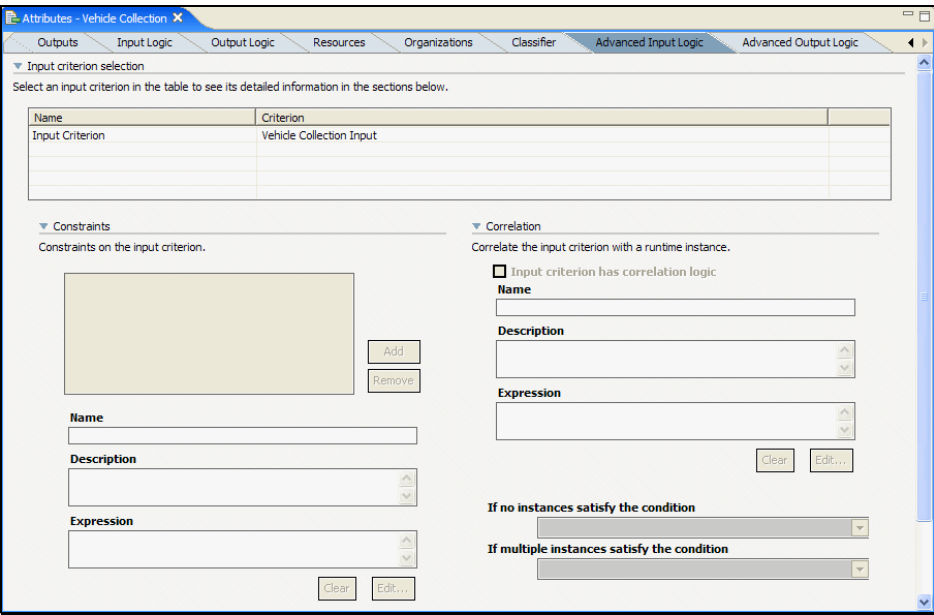 Attributes - Vehicle Collection
Outputs Input Logic Output Logic Resources Organizations Classifier Advanced Input Logic Advanced Output Logic
Input criterion selection
Select an input criterion in the table to see its detailed information in the sections below.
Name Criterion
Input Criterion Vehicle Collection Input
Constraints
Constraints on the input criterion.
Add
Remove
Name
Description
Expression
Clear Edit...
Correlation
Correlate the input criterion with a runtime instance.
Input criterion has correlation logic
Name
Description
Expression
Clear Edit...
If no instances satisfy the condition
If multiple instances satisfy the condition